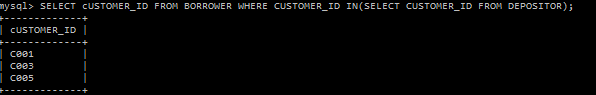 mysql> SELECT cUSTOMER_ID FROM BORROWER WHERE CUSTOMER_ID IN(SELECT CUSTOMER_ID FROM DEPOSITOR);
+-------------+
| cUSTOMER_ID |
+-------------+
| C001        |
| C003        |
| C005        |
+-------------+